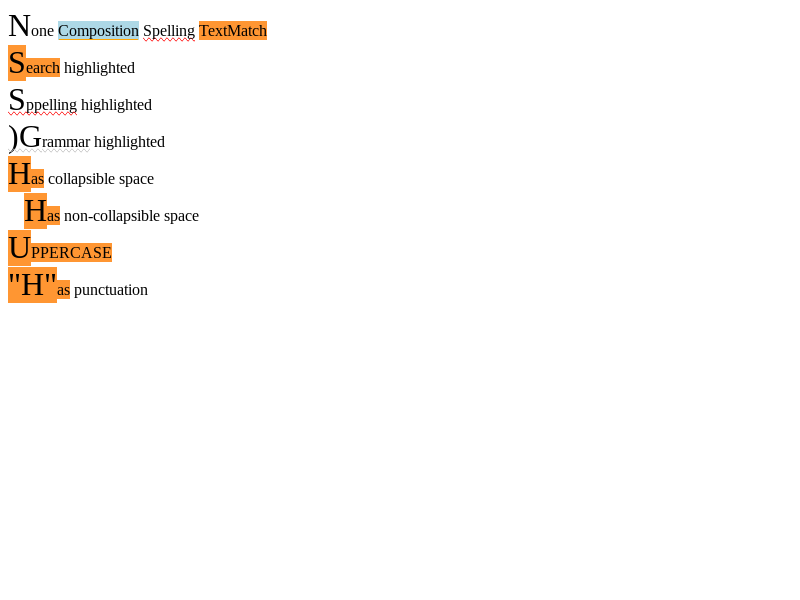 None Composition Spelling TextMatch
Search highlighted
Sppelling highlighted
)Grammar highlighted
Has collapsible space
Has non-collapsible space
UPPERCASE
"H"as punctuation